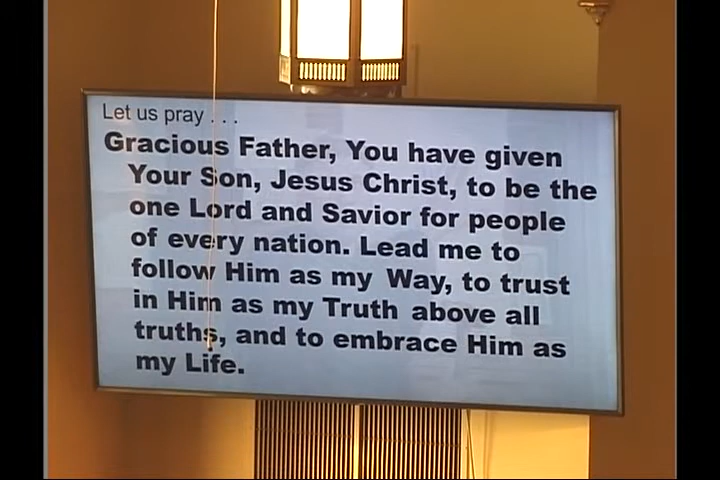 Let us pray . . .
Gracious Father, You have given
Your Son, Jesus Christ, to be the
one Lord and Savior for people
of every nation. Lead me to
follow Him as my Way, to trust
in Him as my Truth above all
truths, and to embrace Him as
my Life.